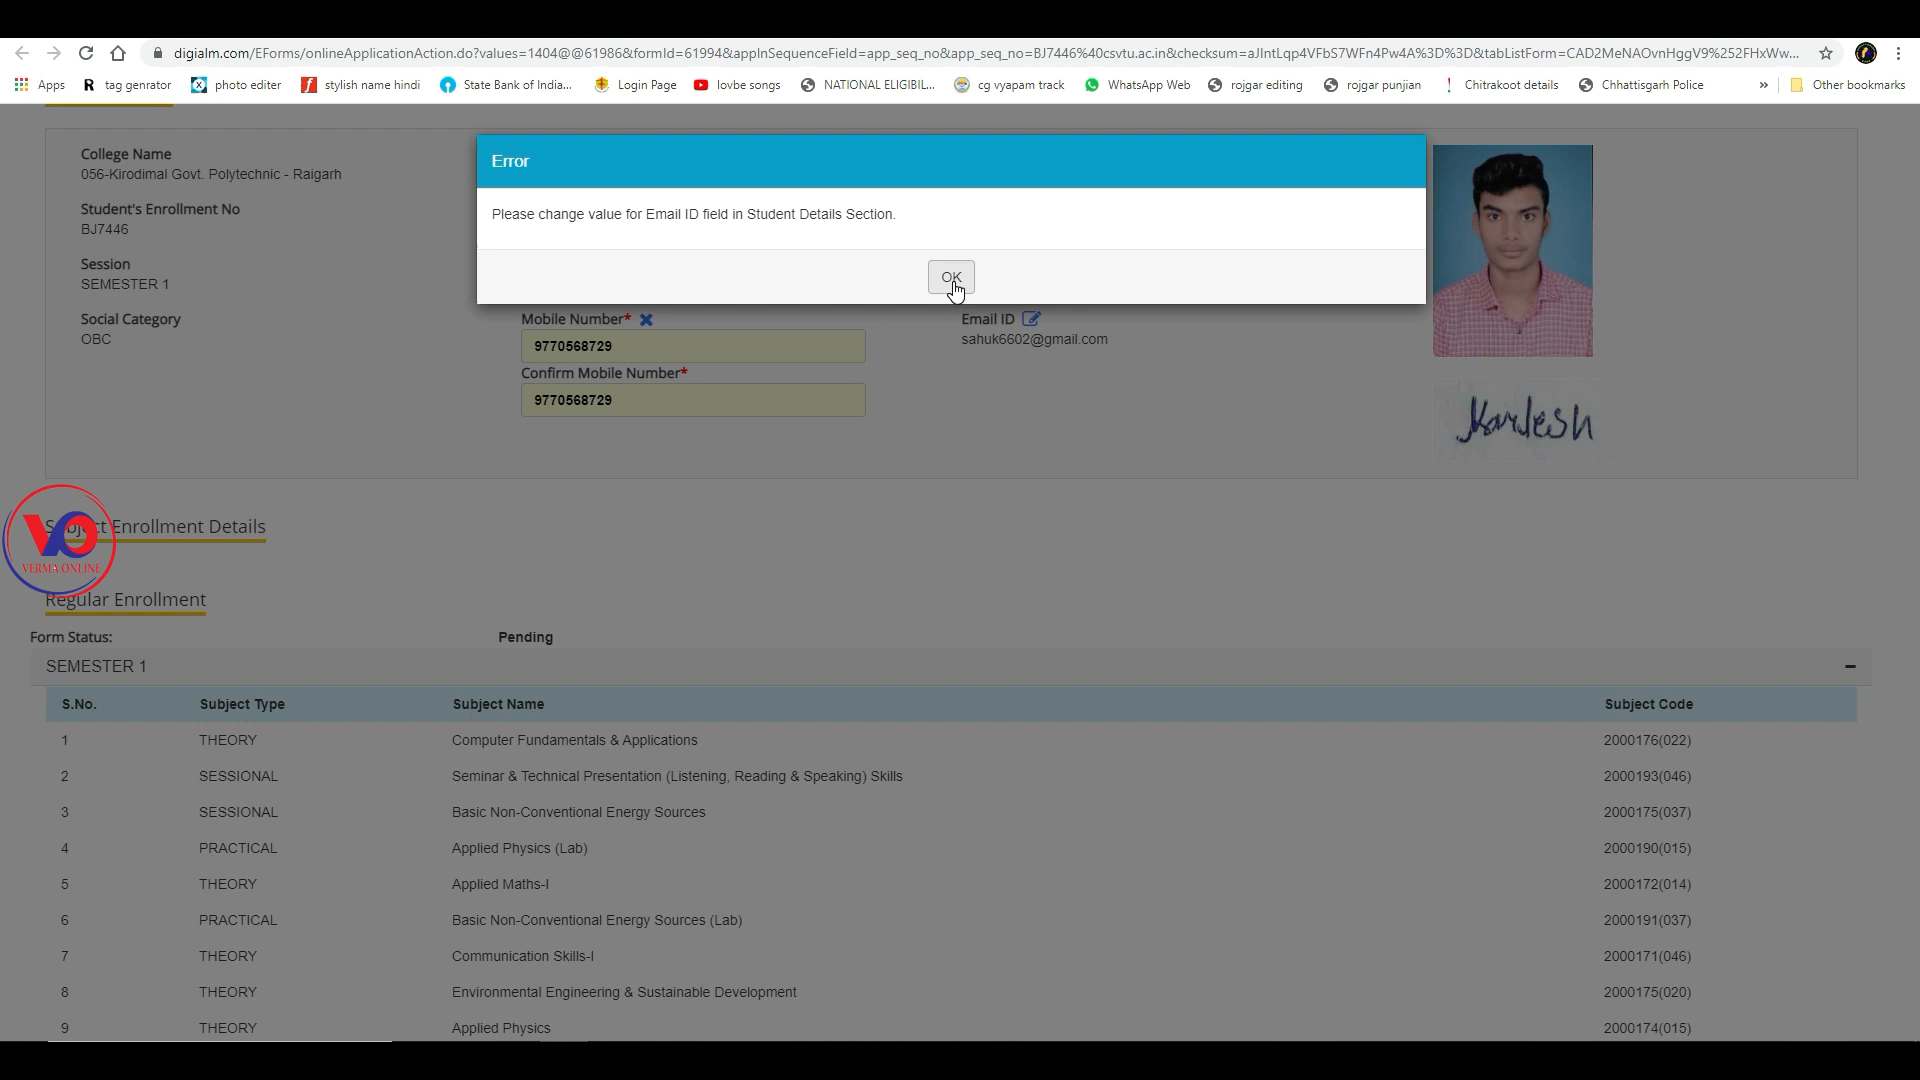 digialm.com/EForms/onlineApplicationAction.do?values=1404@@61986&formId=61994&appInSequenceField=app_seq_no&app_seq_no=BJ7446%40csvtu.ac.in&checksum=aJIntLqp4VFbS7WFn4Pw4A%3D%3D&tabListForm=CAD2MeNAOvnHggV9%252FHxWw...
Apps R tag genrator photo editer stylish name hindi State Bank of India... Login Page lovbe songs NATIONAL ELIGIBIL... cg vyapam track WhatsApp Web rojgar editing rojgar punjian Chitrakoot details Chhattisgarh Police » Other bookmarks
Error
Please change value for Email ID field in Student Details Section.
OK
College Name
056-Kirodimal Govt. Polytechnic - Raigarh
Student's Enrollment No
BJ7446
Session
SEMESTER 1
Social Category
OBC
Mobile Number*
9770568729
Confirm Mobile Number*
9770568729
Email ID
sahuk6602@gmail.com
Subject Enrollment Details
VO
VERMA ONLINE
Regular Enrollment
Form Status: Pending
SEMESTER 1
S.No. Subject Type Subject Name Subject Code
1 THEORY Computer Fundamentals & Applications 2000176(022)
2 SESSIONAL Seminar & Technical Presentation (Listening, Reading & Speaking) Skills 2000193(046)
3 SESSIONAL Basic Non-Conventional Energy Sources 2000175(037)
4 PRACTICAL Applied Physics (Lab) 2000190(015)
5 THEORY Applied Maths-I 2000172(014)
6 PRACTICAL Basic Non-Conventional Energy Sources (Lab) 2000191(037)
7 THEORY Communication Skills-I 2000171(046)
8 THEORY Environmental Engineering & Sustainable Development 2000175(020)
9 THEORY Applied Physics 2000174(015)